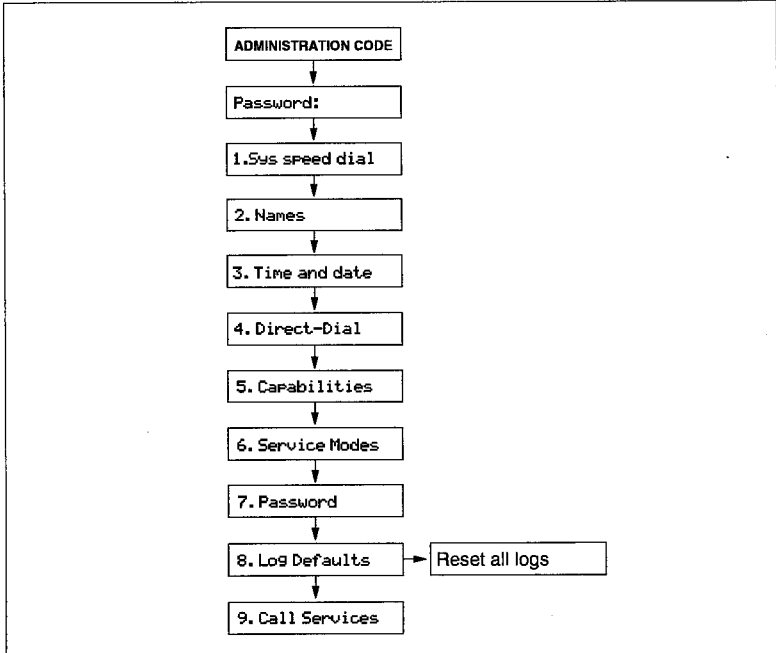 ADMINISTRATION CODE
Password:
1.Sys speed dial
2. Names
3. Time and date
4. Direct-Dial
5. Capabilities
6. Service Modes
7. Password
8. Log Defaults
Reset all logs
9. Call Services